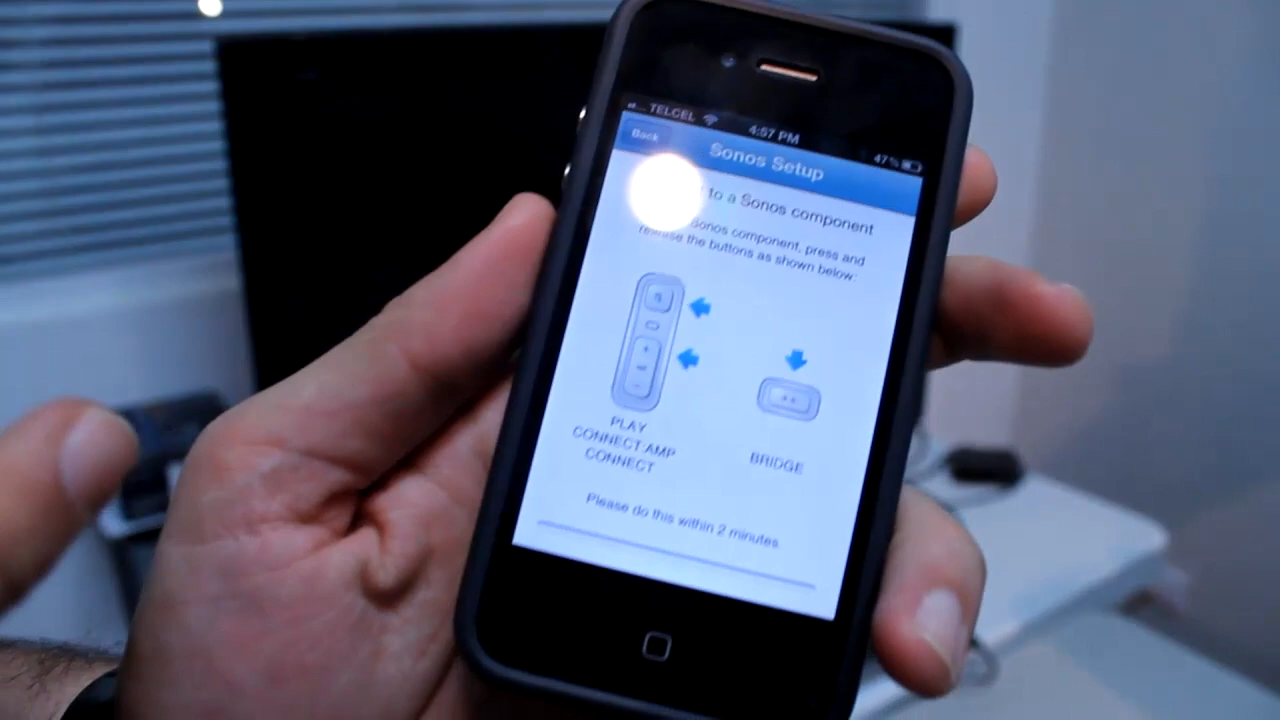 TELCEL 4:57 PM 47%
Back Sonos Setup
to a Sonos component
Sonos component, press and
release the buttons as shown below:
PLAY
CONNECT:AMP
CONNECT
BRIDGE
Please do this within 2 minutes